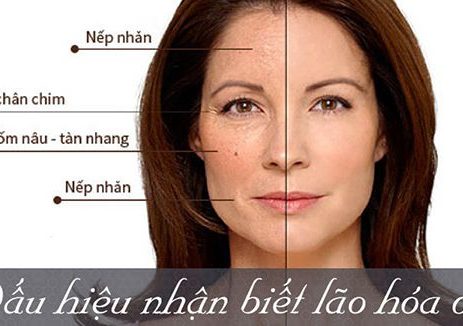 Nếp nhăn
chân chim
ốm nâu - tàn nhang
Nếp nhăn
Dấu hiệu nhận biết lão hóa